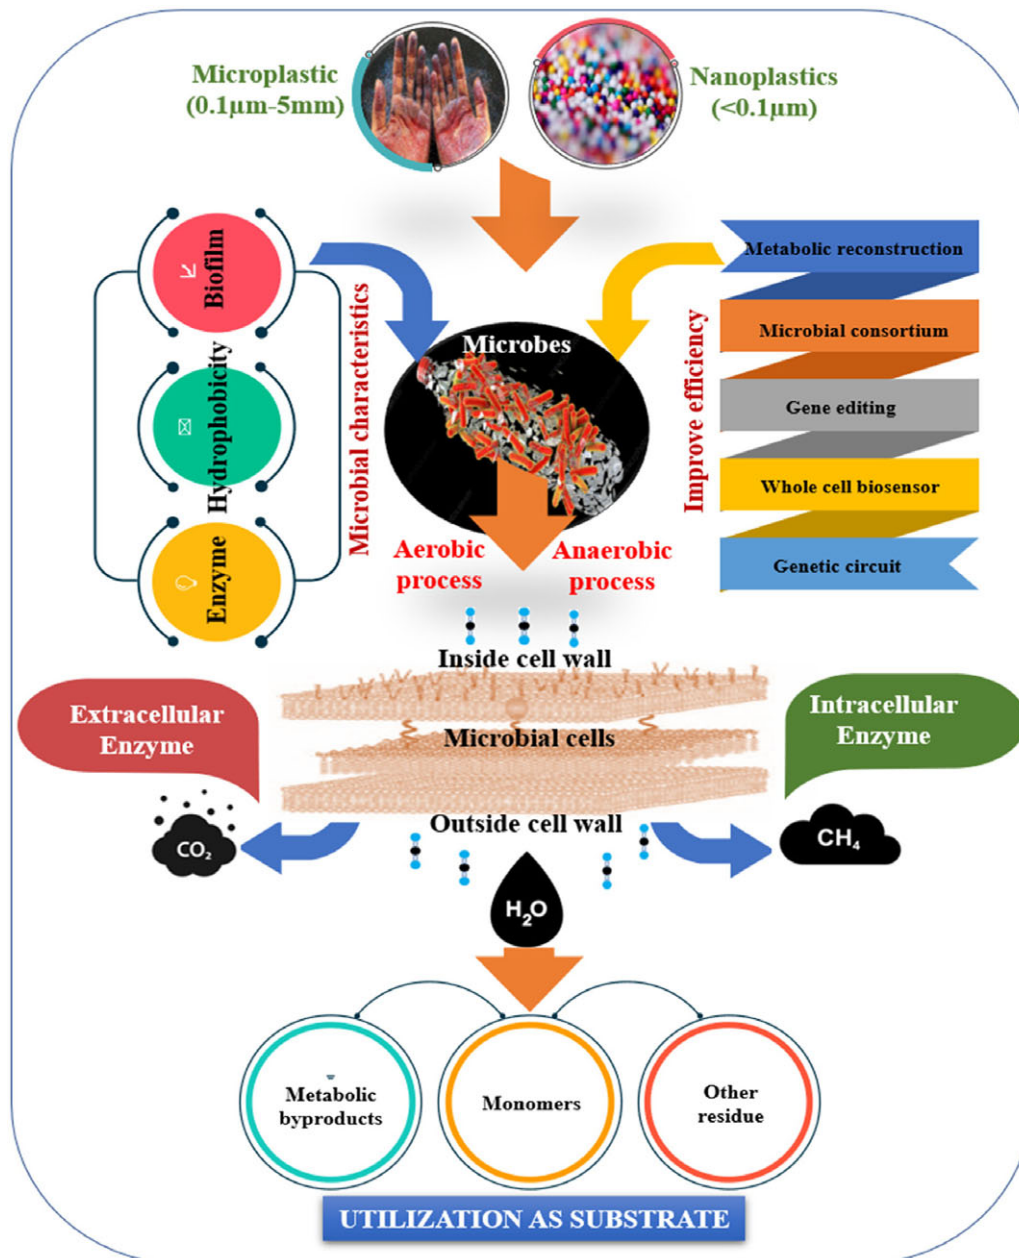 Microplastic
(0.1μm-5mm)
Nanoplastics
(<0.1μm)
Biofilm
Hydrophobicity
Enzyme
Microbial characteristics
Microbes
Improve efficiency
Metabolic reconstruction
Microbial consortium
Gene editing
Whole cell biosensor
Genetic circuit
Aerobic
process
Anaerobic
process
Inside cell wall
Extracellular
Enzyme
Microbial cells
Intracellular
Enzyme
Outside cell wall
CO₂
CH₄
H₂O
Metabolic
byproducts
Monomers
Other
residue
UTILIZATION AS SUBSTRATE